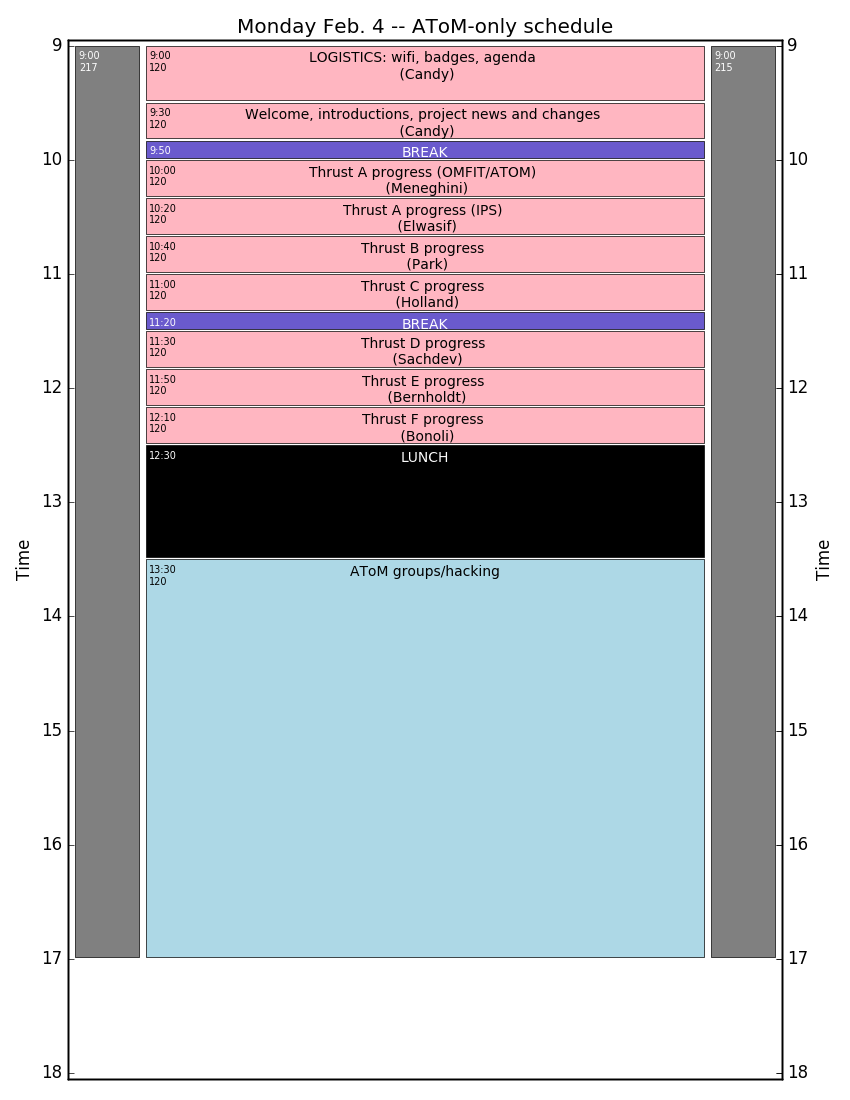 Monday Feb. 4 -- AToM-only schedule
9
9
9:00
217
9:00
120
LOGISTICS: wifi, badges, agenda
(Candy)
9:00
215
9:30
120
Welcome, introductions, project news and changes
(Candy)
9:50
BREAK
10
10
10:00
120
Thrust A progress (OMFIT/ATOM)
(Meneghini)
10:20
120
Thrust A progress (IPS)
(Elwasif)
10:40
120
Thrust B progress
(Park)
11
11
11:00
120
Thrust C progress
(Holland)
11:20
BREAK
11:30
120
Thrust D progress
(Sachdev)
12
12
11:50
120
Thrust E progress
(Bernholdt)
12:10
120
Thrust F progress
(Bonoli)
12:30
LUNCH
13
13
Time
Time
13:30
120
AToM groups/hacking
14
14
15
15
16
16
17
17
18
18